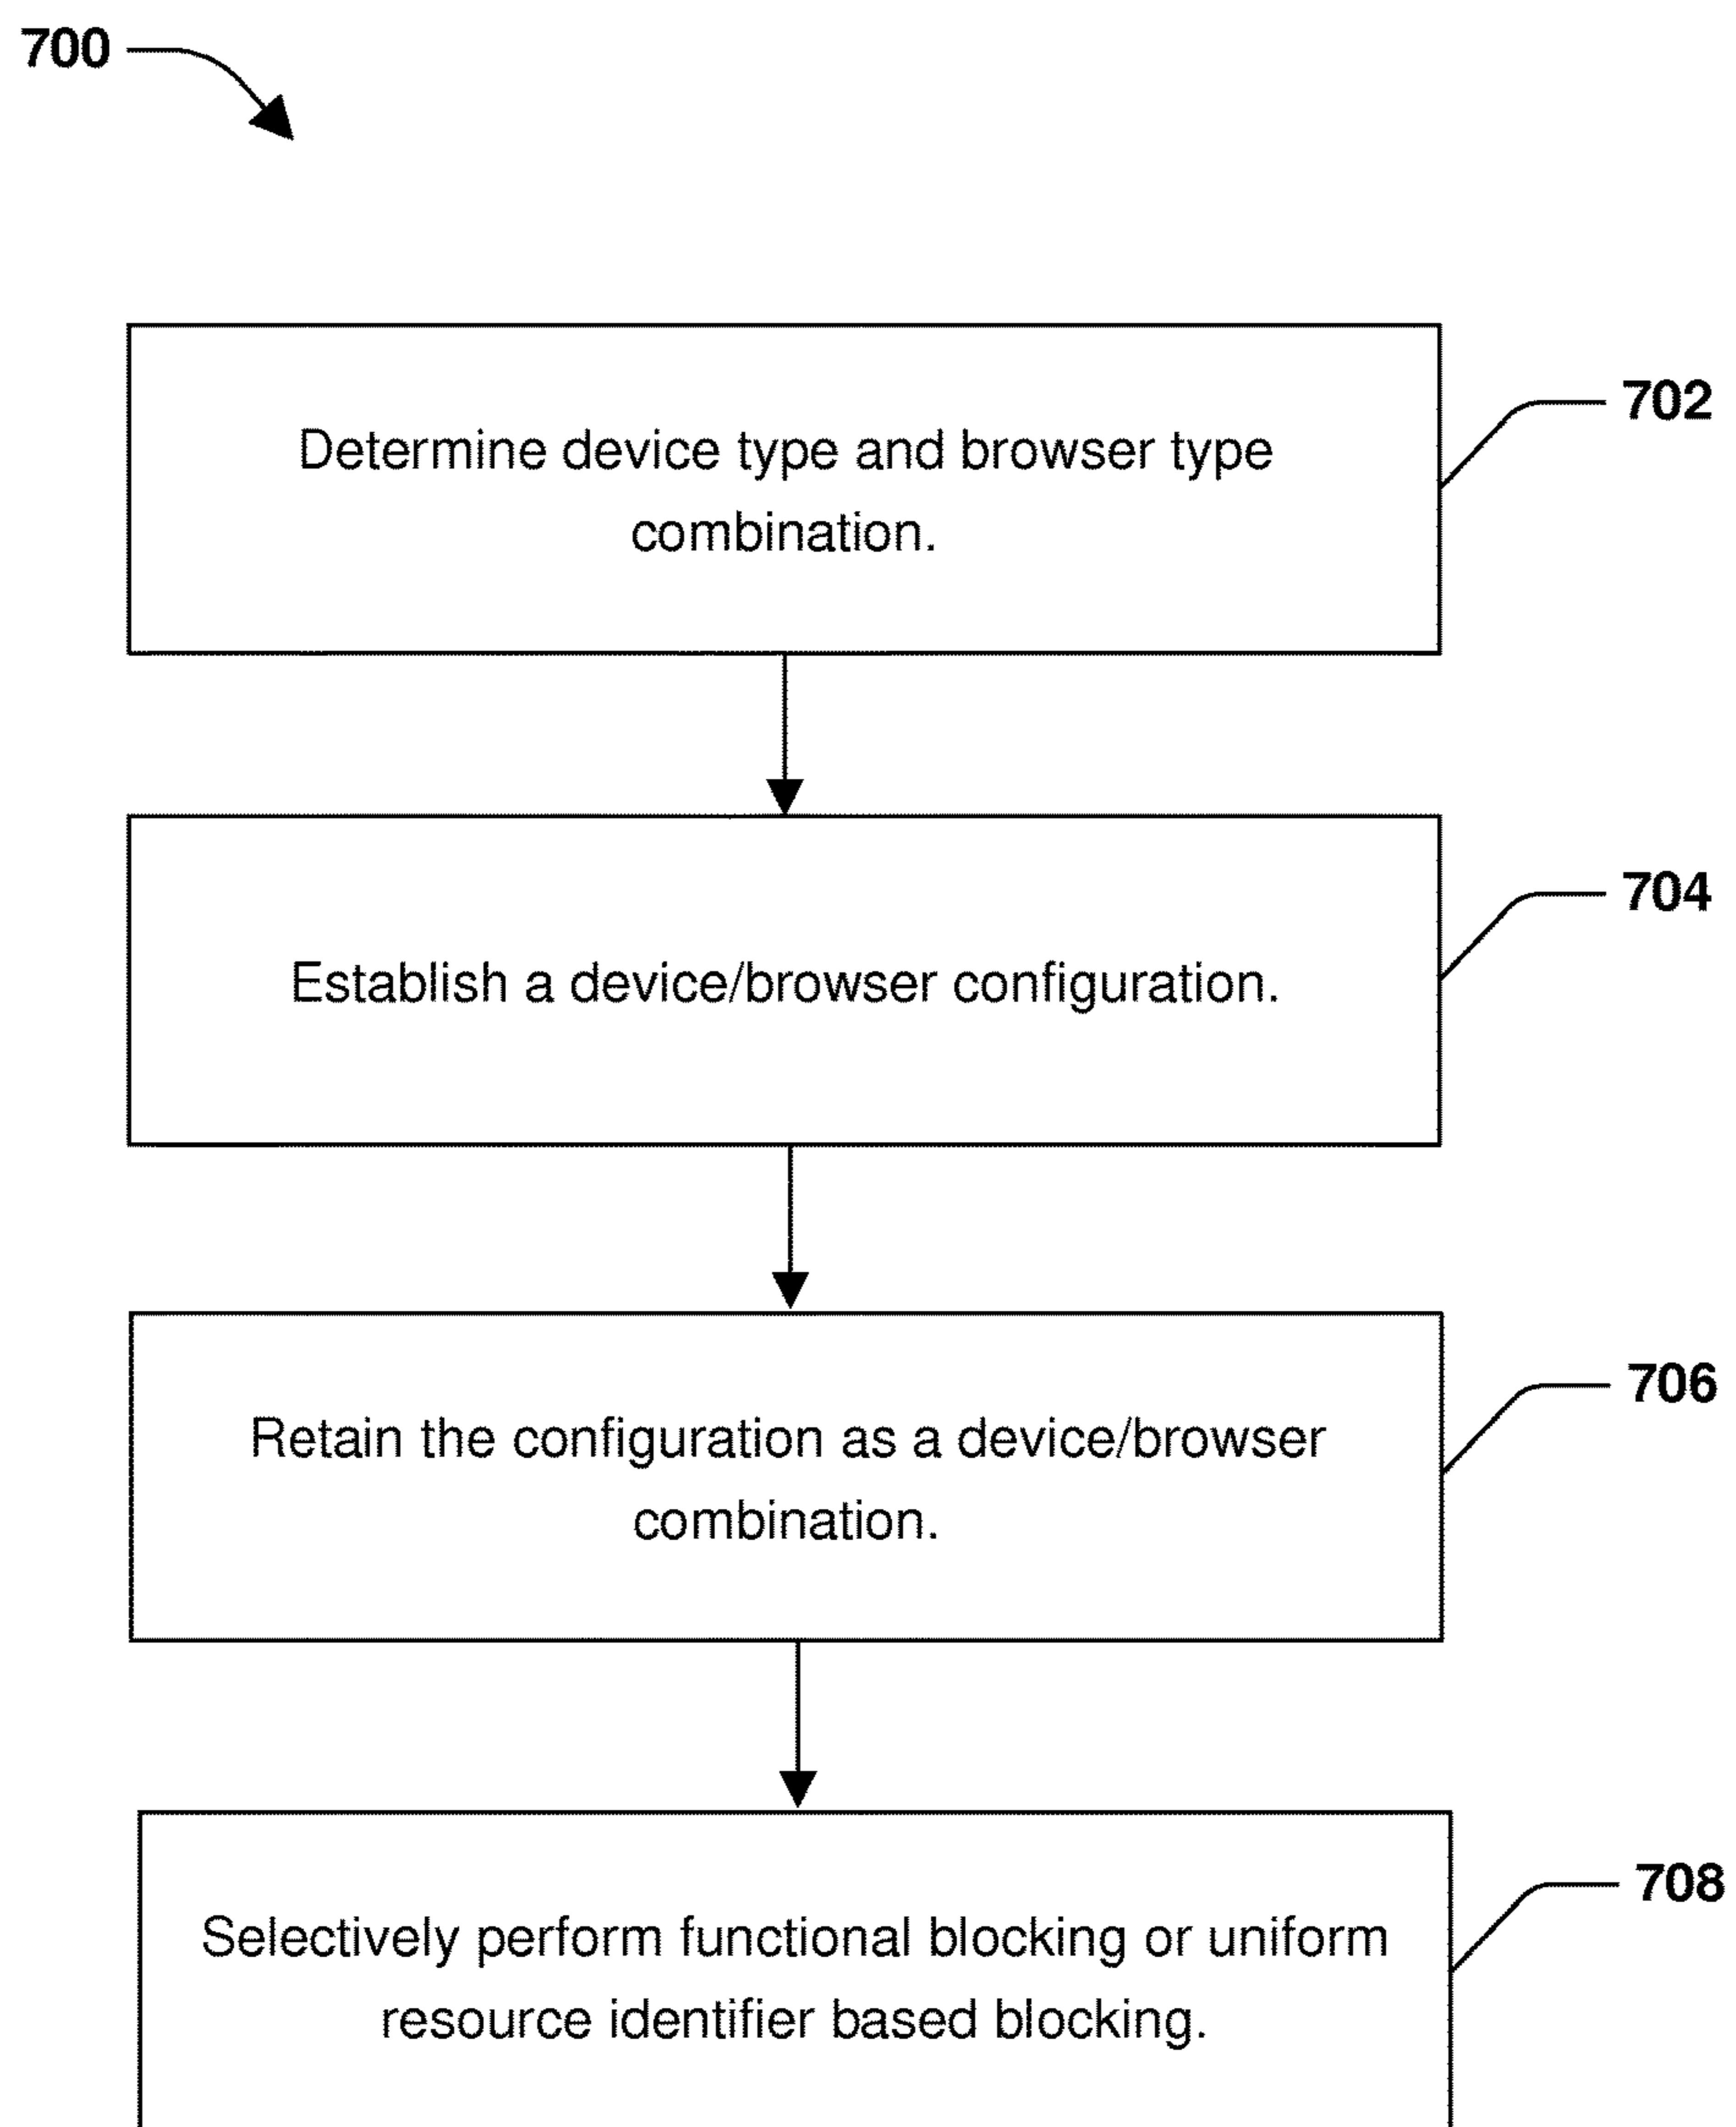 700
702
Determine device type and browser type
combination.
704
Establish a device/browser configuration.
706
Retain the configuration as a device/browser
combination.
708
Selectively perform functional blocking or uniform
resource identifier based blocking.